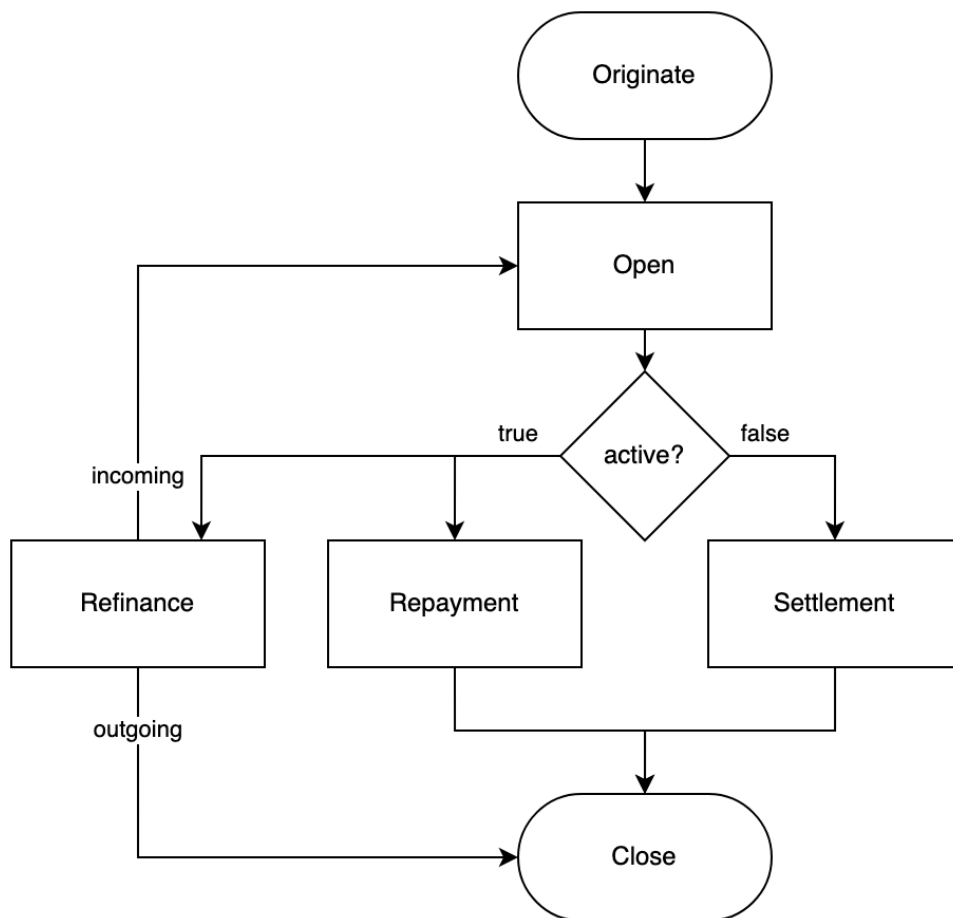 Originate
Open
true
active?
false
incoming
Refinance
Repayment
Settlement
outgoing
Close